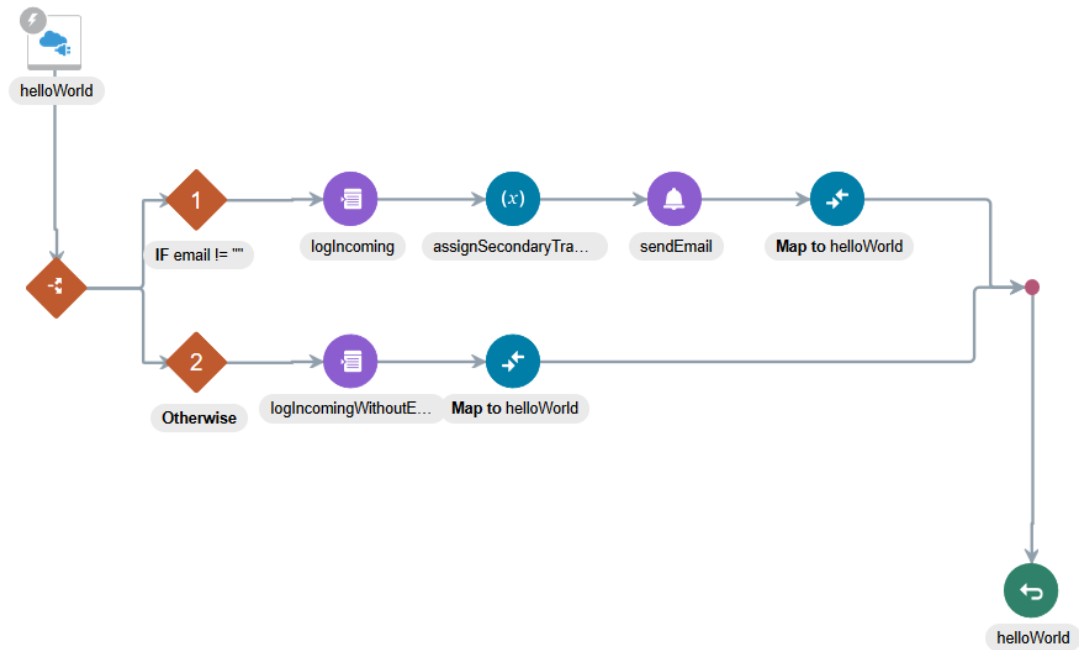 helloWorld
1
IF email != ""
logIncoming
(x)
assignSecondaryTra...
sendEmail
Map to helloWorld
2
Otherwise
logIncomingWithoutE...
Map to helloWorld
helloWorld